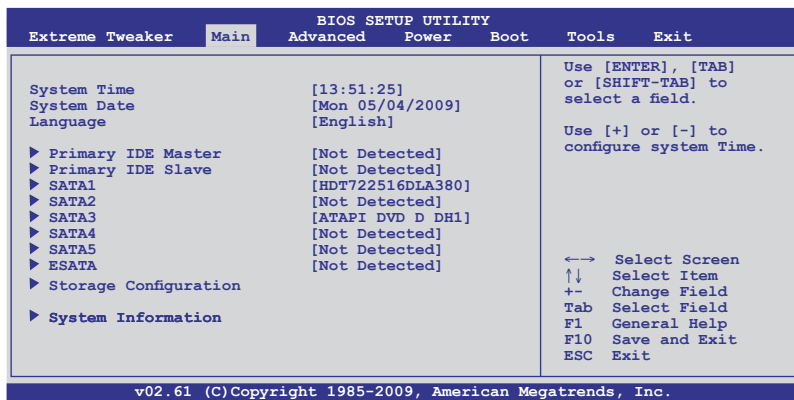 BIOS SETUP UTILITY
Extreme Tweaker Main Advanced Power Boot Tools Exit
System Time [13:51:25]
System Date [Mon 05/04/2009]
Language [English]
▶ Primary IDE Master [Not Detected]
▶ Primary IDE Slave [Not Detected]
▶ SATA1 [HDT722516DLA380]
▶ SATA2 [Not Detected]
▶ SATA3 [ATAPI DVD D DH1]
▶ SATA4 [Not Detected]
▶ SATA5 [Not Detected]
▶ ESATA [Not Detected]
▶ Storage Configuration
▶ System Information
Use [ENTER], [TAB]
or [SHIFT-TAB] to
select a field.
Use [+] or [-] to
configure system Time.
←→ Select Screen
↑↓ Select Item
+- Change Field
Tab Select Field
F1 General Help
F10 Save and Exit
ESC Exit
v02.61 (C)Copyright 1985-2009, American Megatrends, Inc.